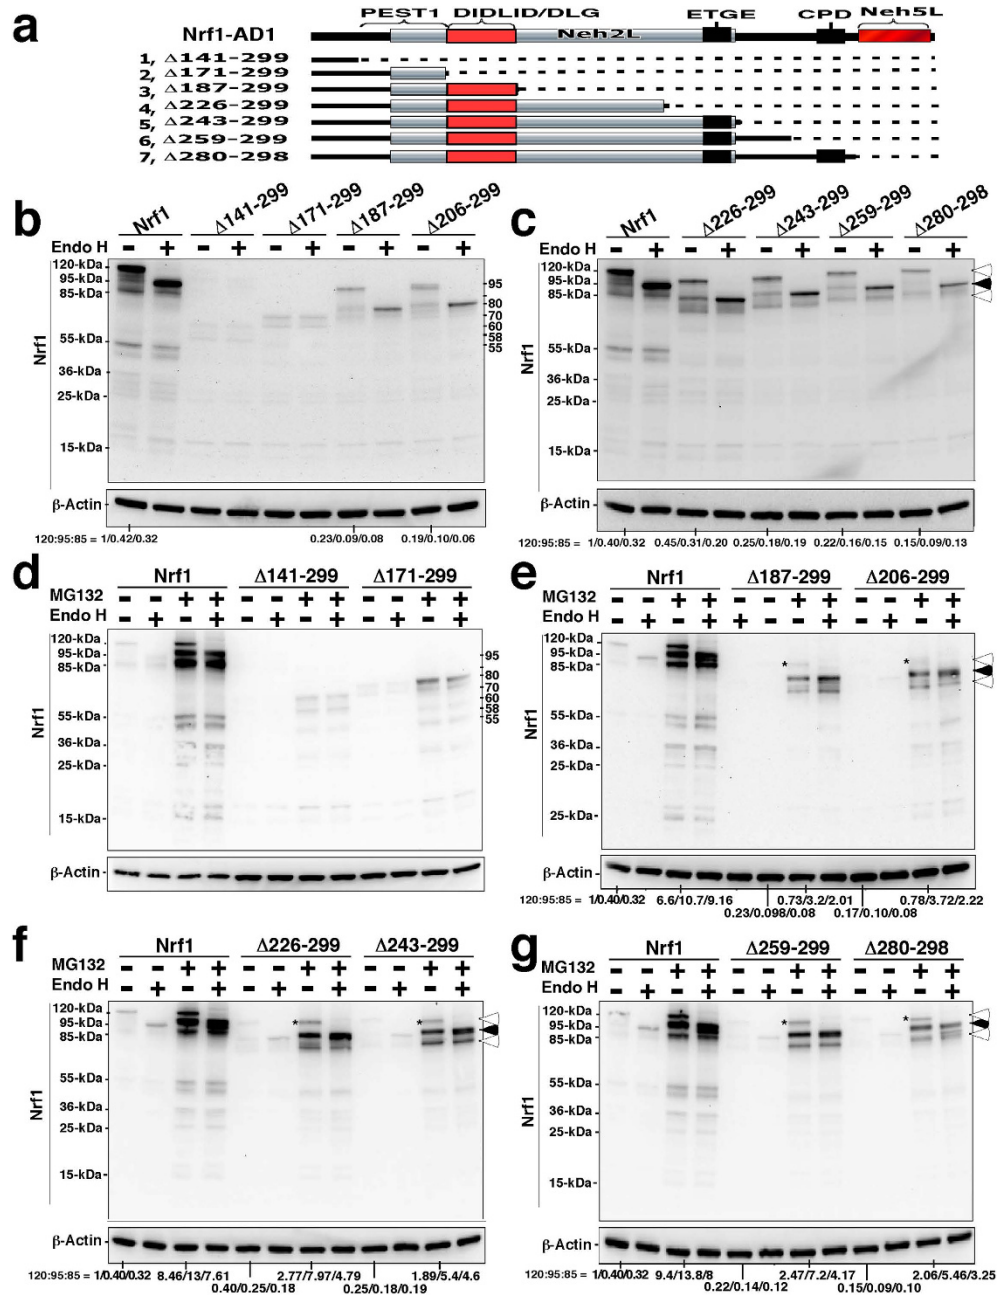 a
PEST1 DIDLID/DLG ETGE CPD Neh5L
Nrf1-AD1 Neh2L
1, Δ141-299
2, Δ171-299
3, Δ187-299
4, Δ226-299
5, Δ243-299
6, Δ259-299
7, Δ280-298
b
Nrf1 Δ141-299 Δ171-299 Δ187-299 Δ206-299
Endo H - + - + - + - + - +
120-kDa
95-kDa
85-kDa
55-kDa
36-kDa
25-kDa
15-kDa
Nrf1
95
80
70
60
58
55
β-Actin
120:95:85 = 1/0.42/0.32 0.23/0.09/0.08 0.19/0.10/0.06
c
Nrf1 Δ226-299 Δ243-299 Δ259-299 Δ280-298
Endo H - + - + - + - + - +
120-kDa
95-kDa
85-kDa
55-kDa
36-kDa
25-kDa
15-kDa
Nrf1
β-Actin
120:95:85 = 1/0.40/0.32 0.45/0.31/0.20 0.25/0.18/0.19 0.22/0.16/0.15 0.15/0.09/0.13
d
Nrf1 Δ141-299 Δ171-299
MG132 - - + + - - + + - - + +
Endo H - + - + - + - + - + - +
120-kDa
95-kDa
85-kDa
55-kDa
36-kDa
25-kDa
15-kDa
Nrf1
95
80
70
60
58
55
β-Actin
e
Nrf1 Δ187-299 Δ206-299
MG132 - - + + - - + + - - + +
Endo H - + - + + - - + - + - +
120-kDa
95-kDa
85-kDa
55-kDa
36-kDa
25-kDa
25-kDa
Nrf1
* *
β-Actin
120:95:85 = 1/0.40/0.32 6.6/10.7/9.16 0.73/3.2/2.01 0.78/3.72/2.22
0.23/0.098/0.08 0.17/0.10/0.08
f
Nrf1 Δ226-299 Δ243-299
MG132 - - + + - - + + - - + +
Endo H - + - + - + - + - + - +
120-kDa
95-kDa
85-kDa
55-kDa
36-kDa
25-kDa
15-kDa
Nrf1
* *
β-Actin
120:95:85 = 1/0.40/0.32 8.46/13/7.61 2.77/7.97/4.79 1.89/5.4/4.6
0.40/0.25/0.18 0.25/0.18/0.19
g
Nrf1 Δ259-299 Δ280-298
MG132 - - + + - - + + - - + +
Endo H - + - + - + - + - + - +
120-kDa
95-kDa
85-kDa
55-kDa
36-kDa
25-kDa
15-kDa
Nrf1
* *
β-Actin
120:95:85 = 1/0.40/0.32 9.4/13.8/8 2.47/7.2/4.17 2.06/5.46/3.25
0.22/0.14/0.12 0.15/0.09/0.10